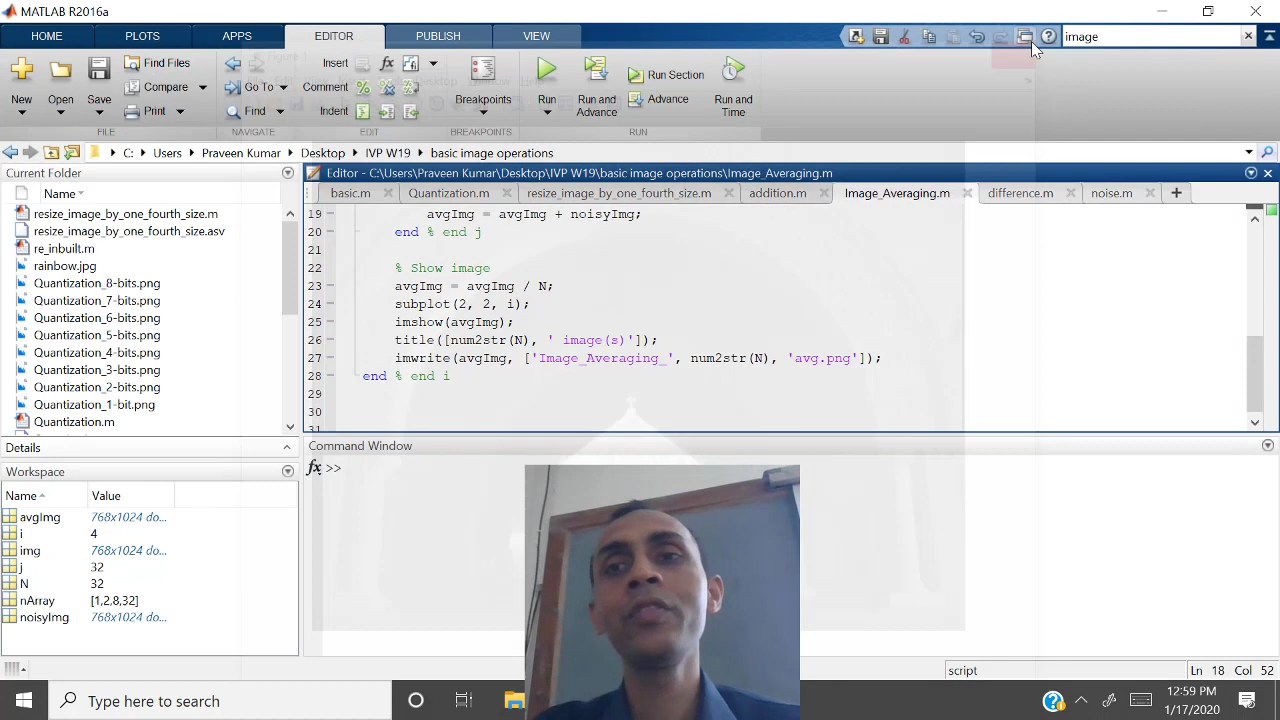 MATLAB R2016a
HOME PLOTS APPS EDITOR PUBLISH VIEW image
New Open Save Find Files Compare Print
Go To Find
Insert Comment Indent
Breakpoints
Run Run and Advance Run Section Advance Run and Time
FILE NAVIGATE EDIT BREAKPOINTS RUN
C: Users Praveen Kumar Desktop IVP W19 basic image operations
Current Folder
Name
resize_image_by_one_fourth_size.m
resize_image_by_one_fourth_size.asv
re_inbuilt.m
rainbow.jpg
Quantization_8-bits.png
Quantization_7-bits.png
Quantization_6-bits.png
Quantization_5-bits.png
Quantization_4-bits.png
Quantization_3-bits.png
Quantization_2-bits.png
Quantization_1-bit.png
Quantization.m
Details
Workspace
Name Value
avgImg 768x1024 do...
i 4
img 768x1024 do...
j 32
N 32
nArray [1,2,8,32]
noisyImg 768x1024 do...
Editor - C:\Users\Praveen Kumar\Desktop\IVP W19\basic image operations\Image_Averaging.m
basic.m Quantization.m resize_image_by_one_fourth_size.m addition.m Image_Averaging.m difference.m noise.m
19 avgImg = avgImg + noisyImg;
20 end % end j
21
22 % Show image
23 avgImg = avgImg / N;
24 subplot(2, 2, i);
25 imshow(avgImg);
26 title([num2str(N), ' image(s)']);
27 imwrite(avgImg, ['Image_Averaging_', num2str(N), 'avg.png']);
28 end % end i
29
30
31
Command Window
fx >>
script Ln 18 Col 52
Type here to search
12:59 PM
1/17/2020